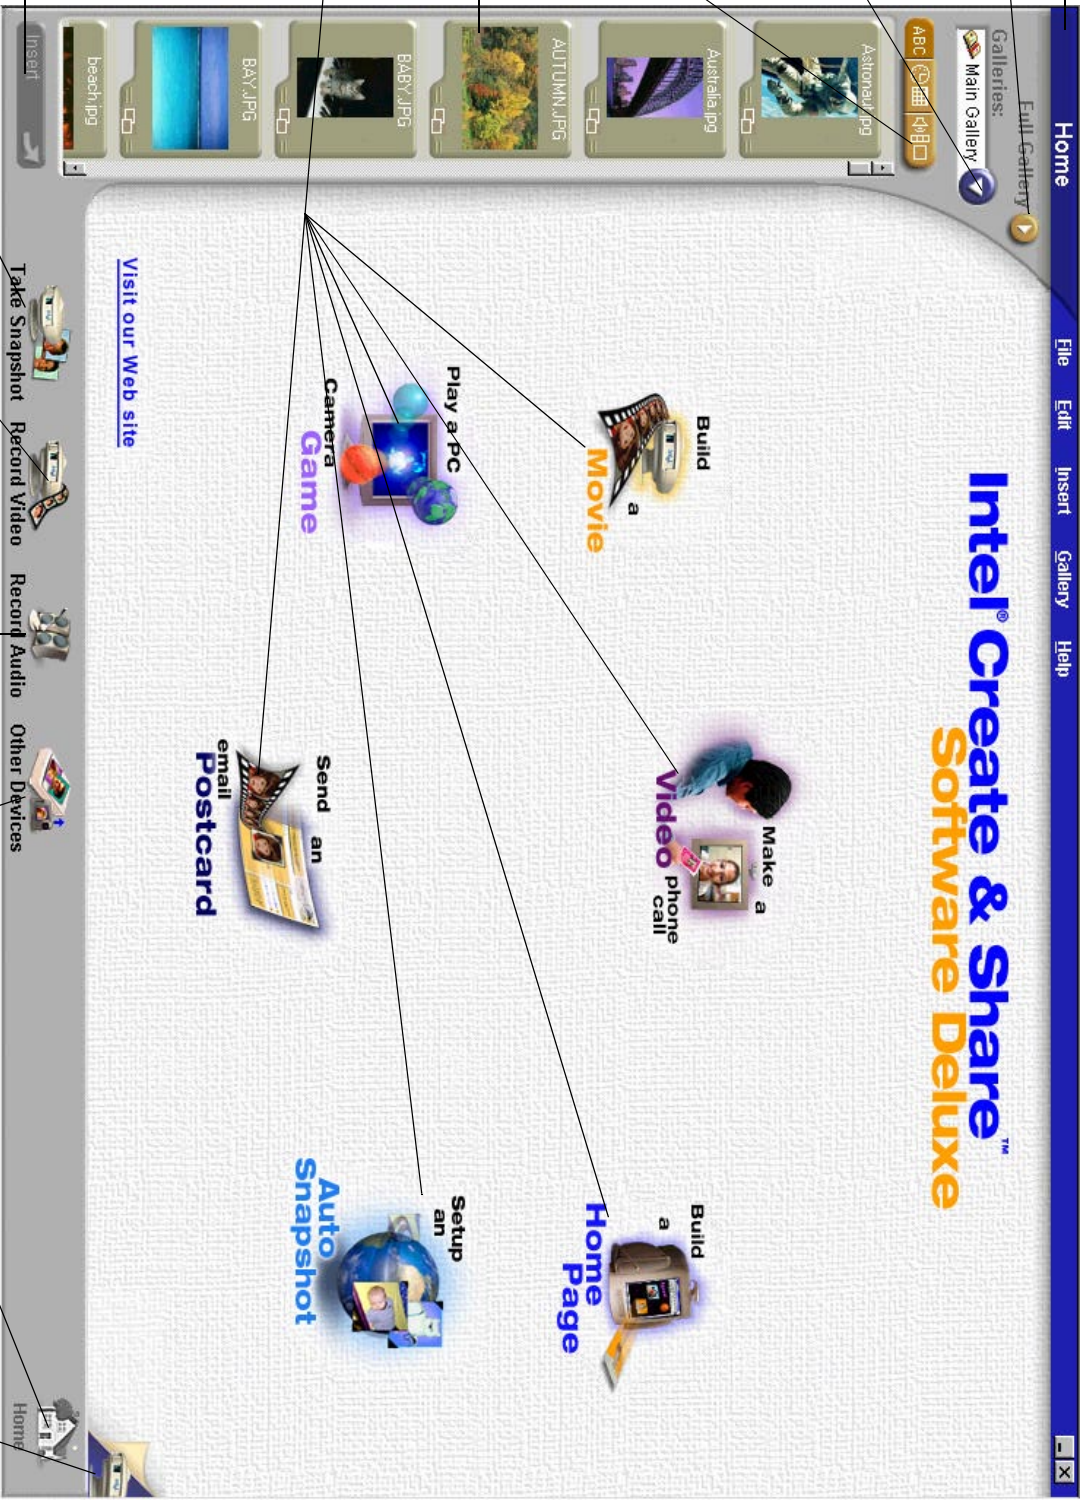 Home
File Edit Insert Gallery Help
Full Gallery
Galleries:
Main Gallery
ABC
Astronaut.jpg
Australia.jpg
AUTUMN.JPG
BABY.JPG
BAY.JPG
beach.jpg
Insert
Intel® Create & Share™
Software Deluxe
Build
a
Movie
Make a
Video phone
call
Build
a
Home
Page
Play a PC
Camera
Game
Send an
email
Postcard
Setup
an
Auto
Snapshot
Visit our Web site
Take Snapshot
Record Video
Record Audio
Other Devices
Home